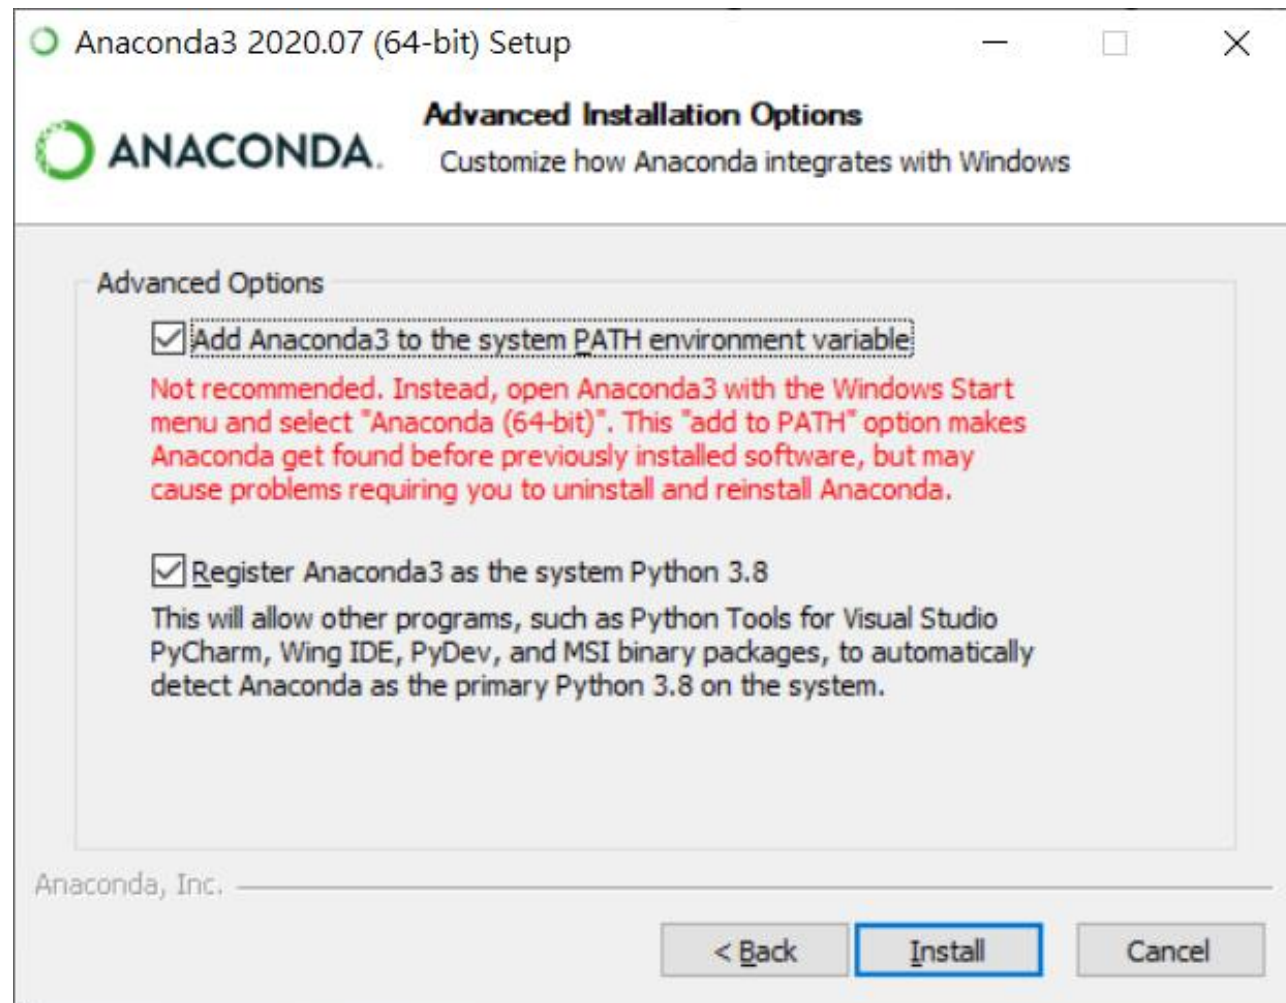 Anaconda3 2020.07 (64-bit) Setup
ANACONDA.
Advanced Installation Options
Customize how Anaconda integrates with Windows
Advanced Options
Add Anaconda3 to the system PATH environment variable
Not recommended. Instead, open Anaconda3 with the Windows Start
menu and select "Anaconda (64-bit)". This "add to PATH" option makes
Anaconda get found before previously installed software, but may
cause problems requiring you to uninstall and reinstall Anaconda.
Register Anaconda3 as the system Python 3.8
This will allow other programs, such as Python Tools for Visual Studio
PyCharm, Wing IDE, PyDev, and MSI binary packages, to automatically
detect Anaconda as the primary Python 3.8 on the system.
Anaconda, Inc.
< Back
Install
Cancel